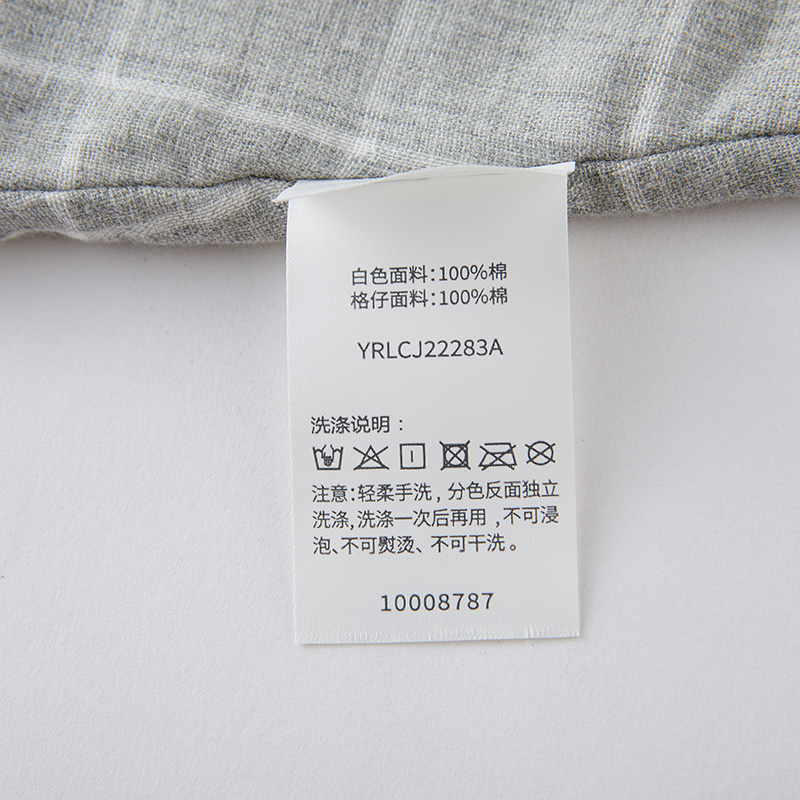 白色面料:100%棉
格仔面料:100%棉
YRLCJ22283A
洗涤说明：
注意:轻柔手洗，分色反面独立
洗涤,洗涤一次后再用，不可浸
泡、不可熨烫、不可干洗。
10008787